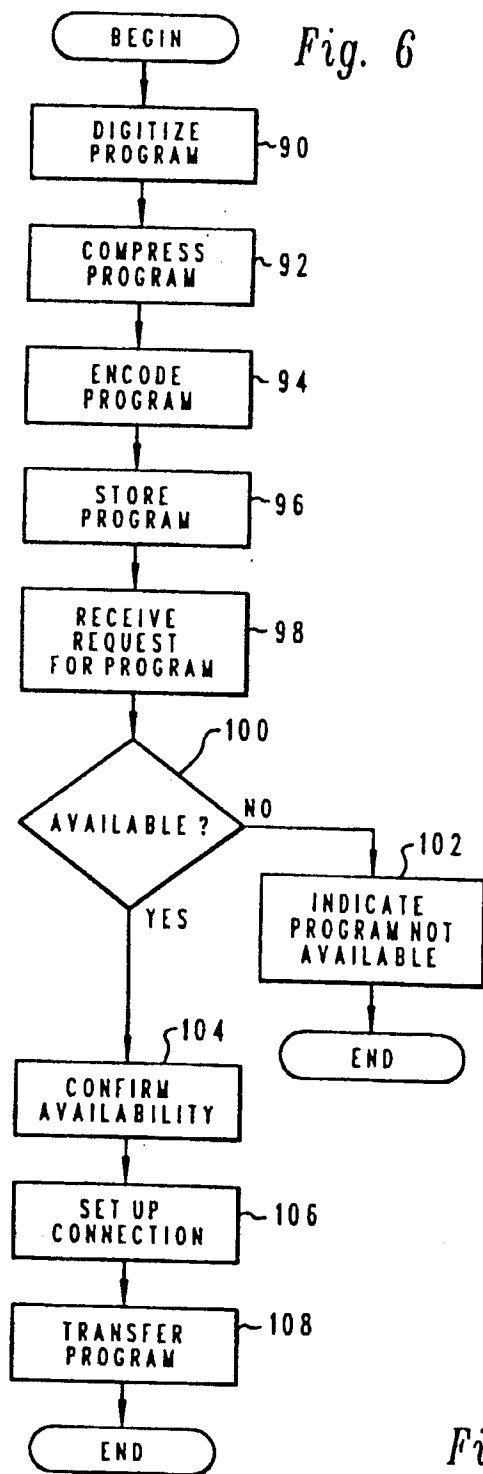 BEGIN
Fig. 6
DIGITIZE
PROGRAM
90
COMPRESS
PROGRAM
92
ENCODE
PROGRAM
94
STORE
PROGRAM
96
RECEIVE
REQUEST
FOR PROGRAM
98
100
AVAILABLE ?
NO
YES
102
INDICATE
PROGRAM NOT
AVAILABLE
END
104
CONFIRM
AVAILABILITY
SET UP
CONNECTION
106
TRANSFER
PROGRAM
108
END